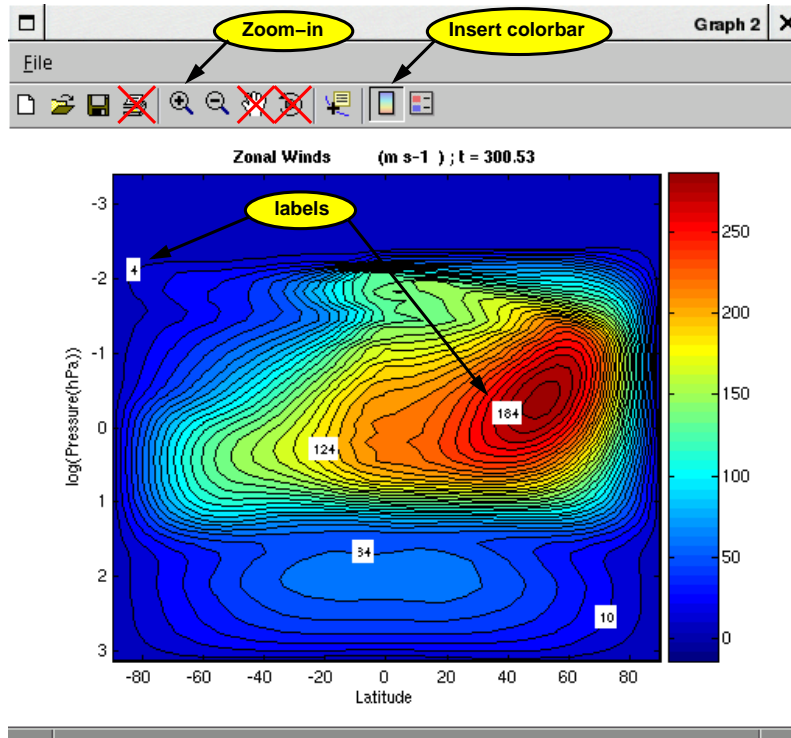 Zoom−in
Insert colorbar
Graph 2
File
Zonal Winds (m s-1 ) ; t = 300.53
labels
-3
-2
-1
0
1
2
3
log(Pressure(hPa))
4
184
124
34
10
-80 -60 -40 -20 0 20 40 60 80
Latitude
250
200
150
100
50
0